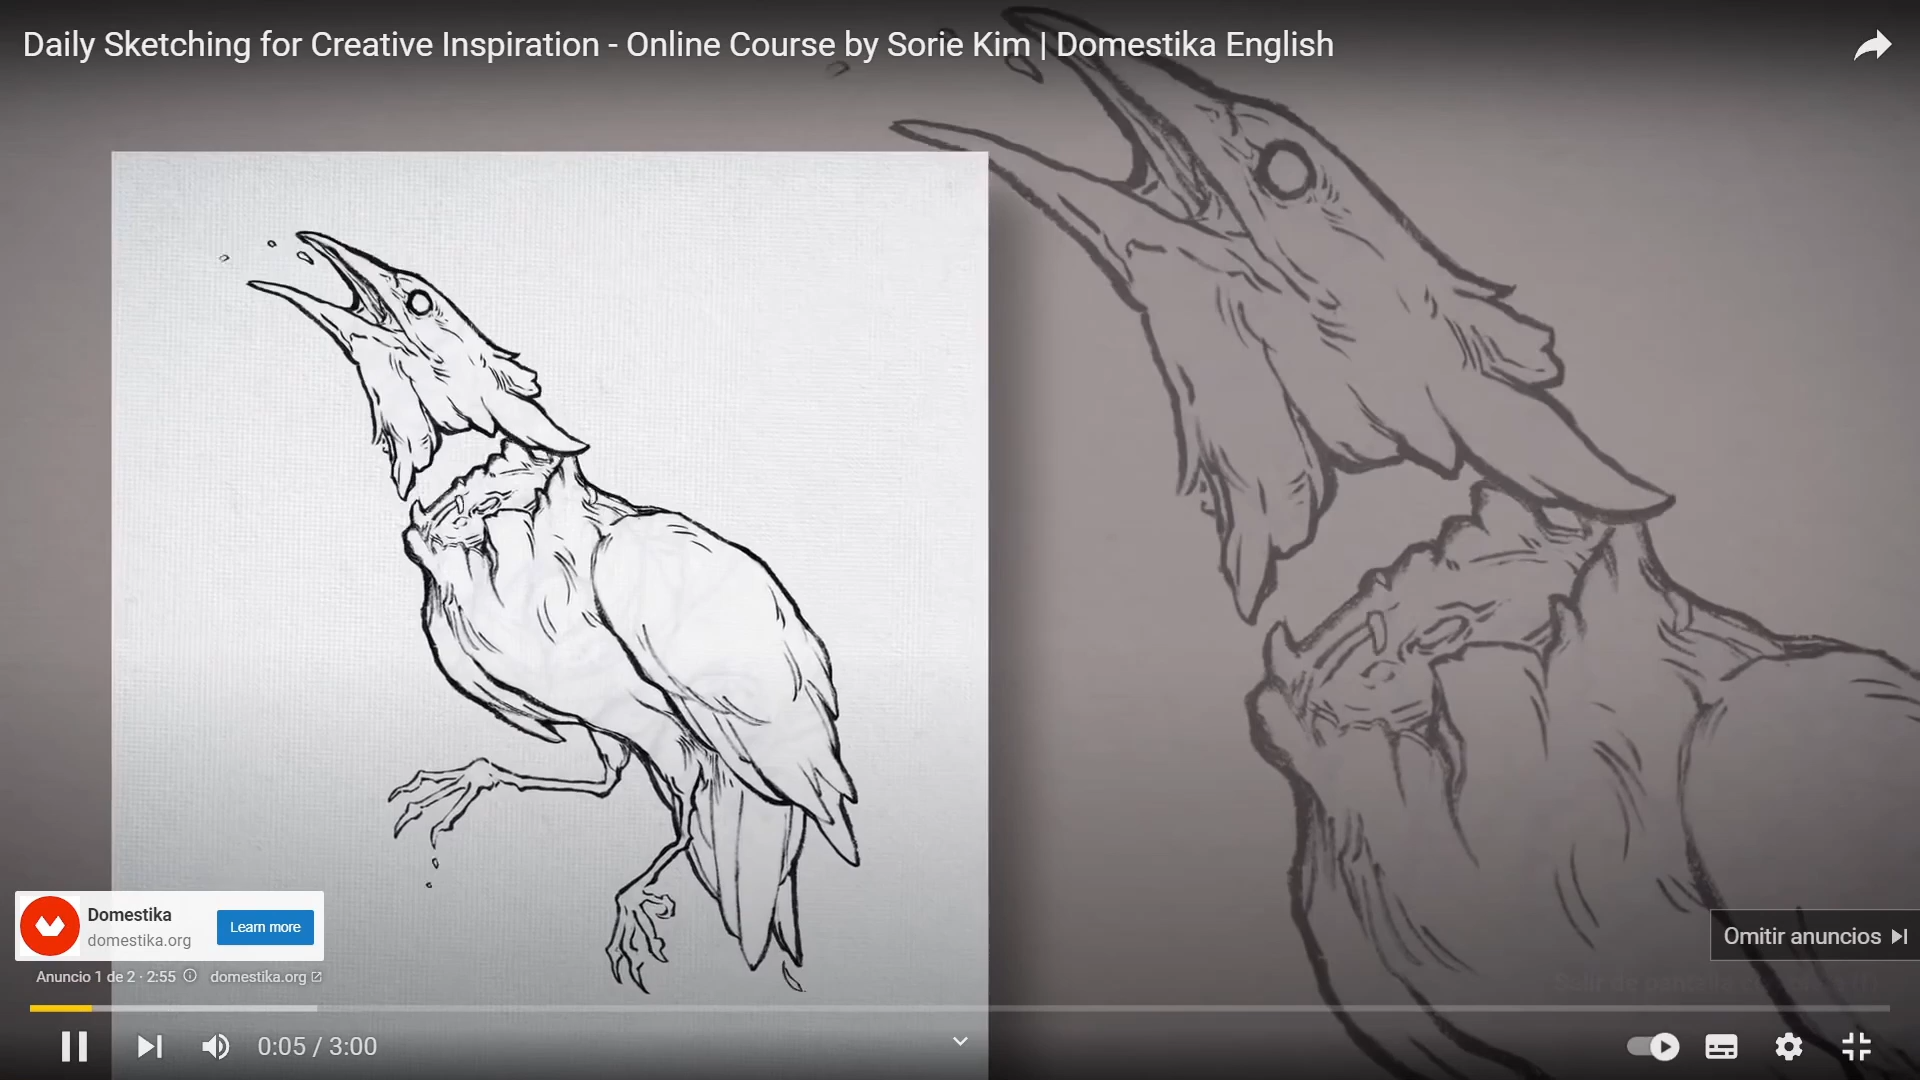 Daily Sketching for Creative Inspiration - Online Course by Sorie Kim | Domestika English
Domestika
domestika.org
Learn more
Anuncio 1 de 2 · 2:55
domestika.org
Omitir anuncios
0:05 / 3:00